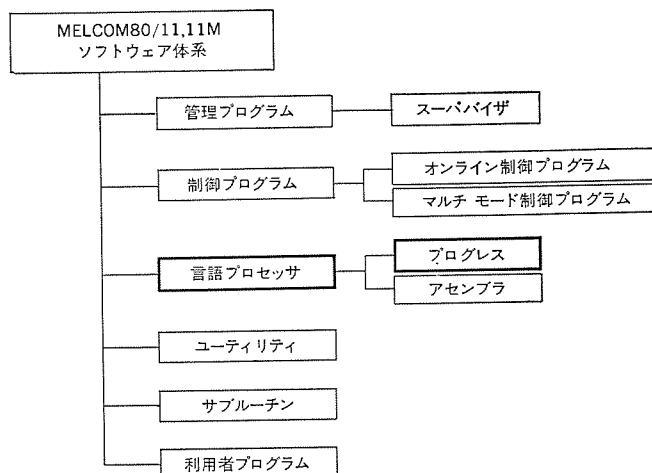 MELCOM80/11,11M
ソフトウェア体系
管理プログラム
スーパバイザ
制御プログラム
オンライン制御プログラム
マルチ モード制御プログラム
言語プロセッサ
プログレス
アセンブラ
ユーティリティ
サブルーチン
利用者プログラム